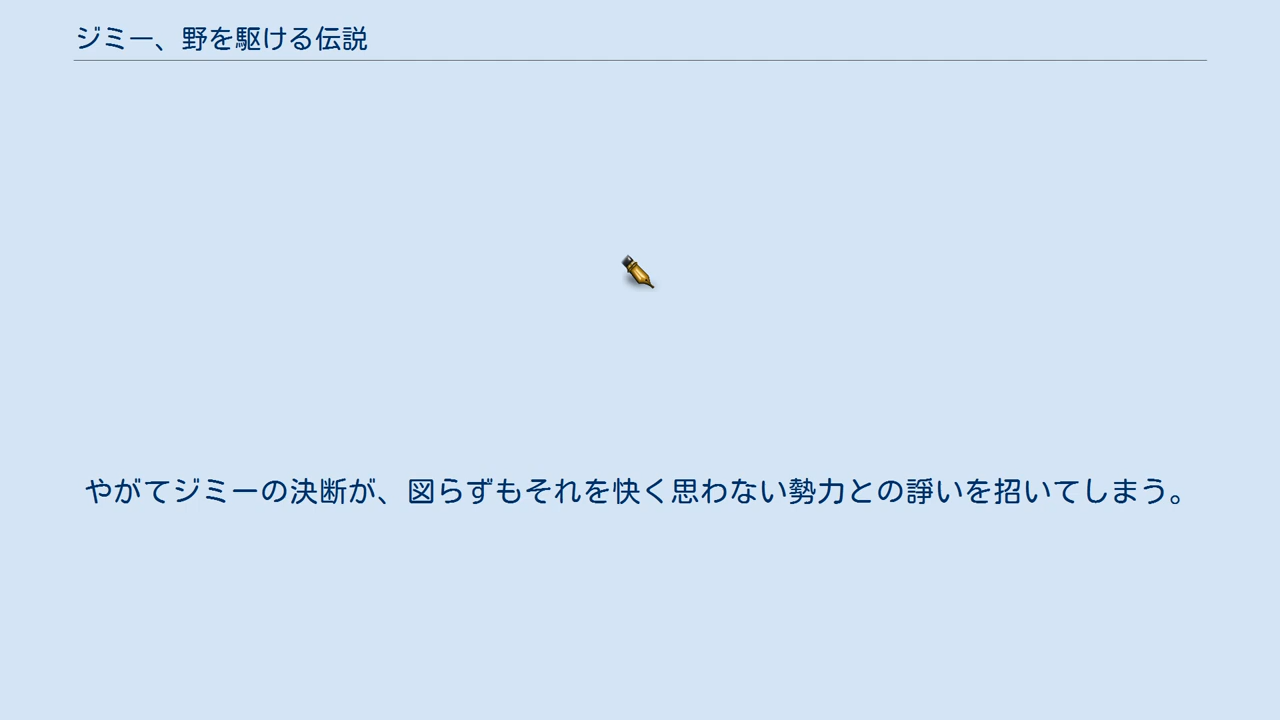 ジミー、野を駆ける伝説
やがてジミーの決断が、図らずもそれを快く思わない勢力との諍いを招いてしまう。